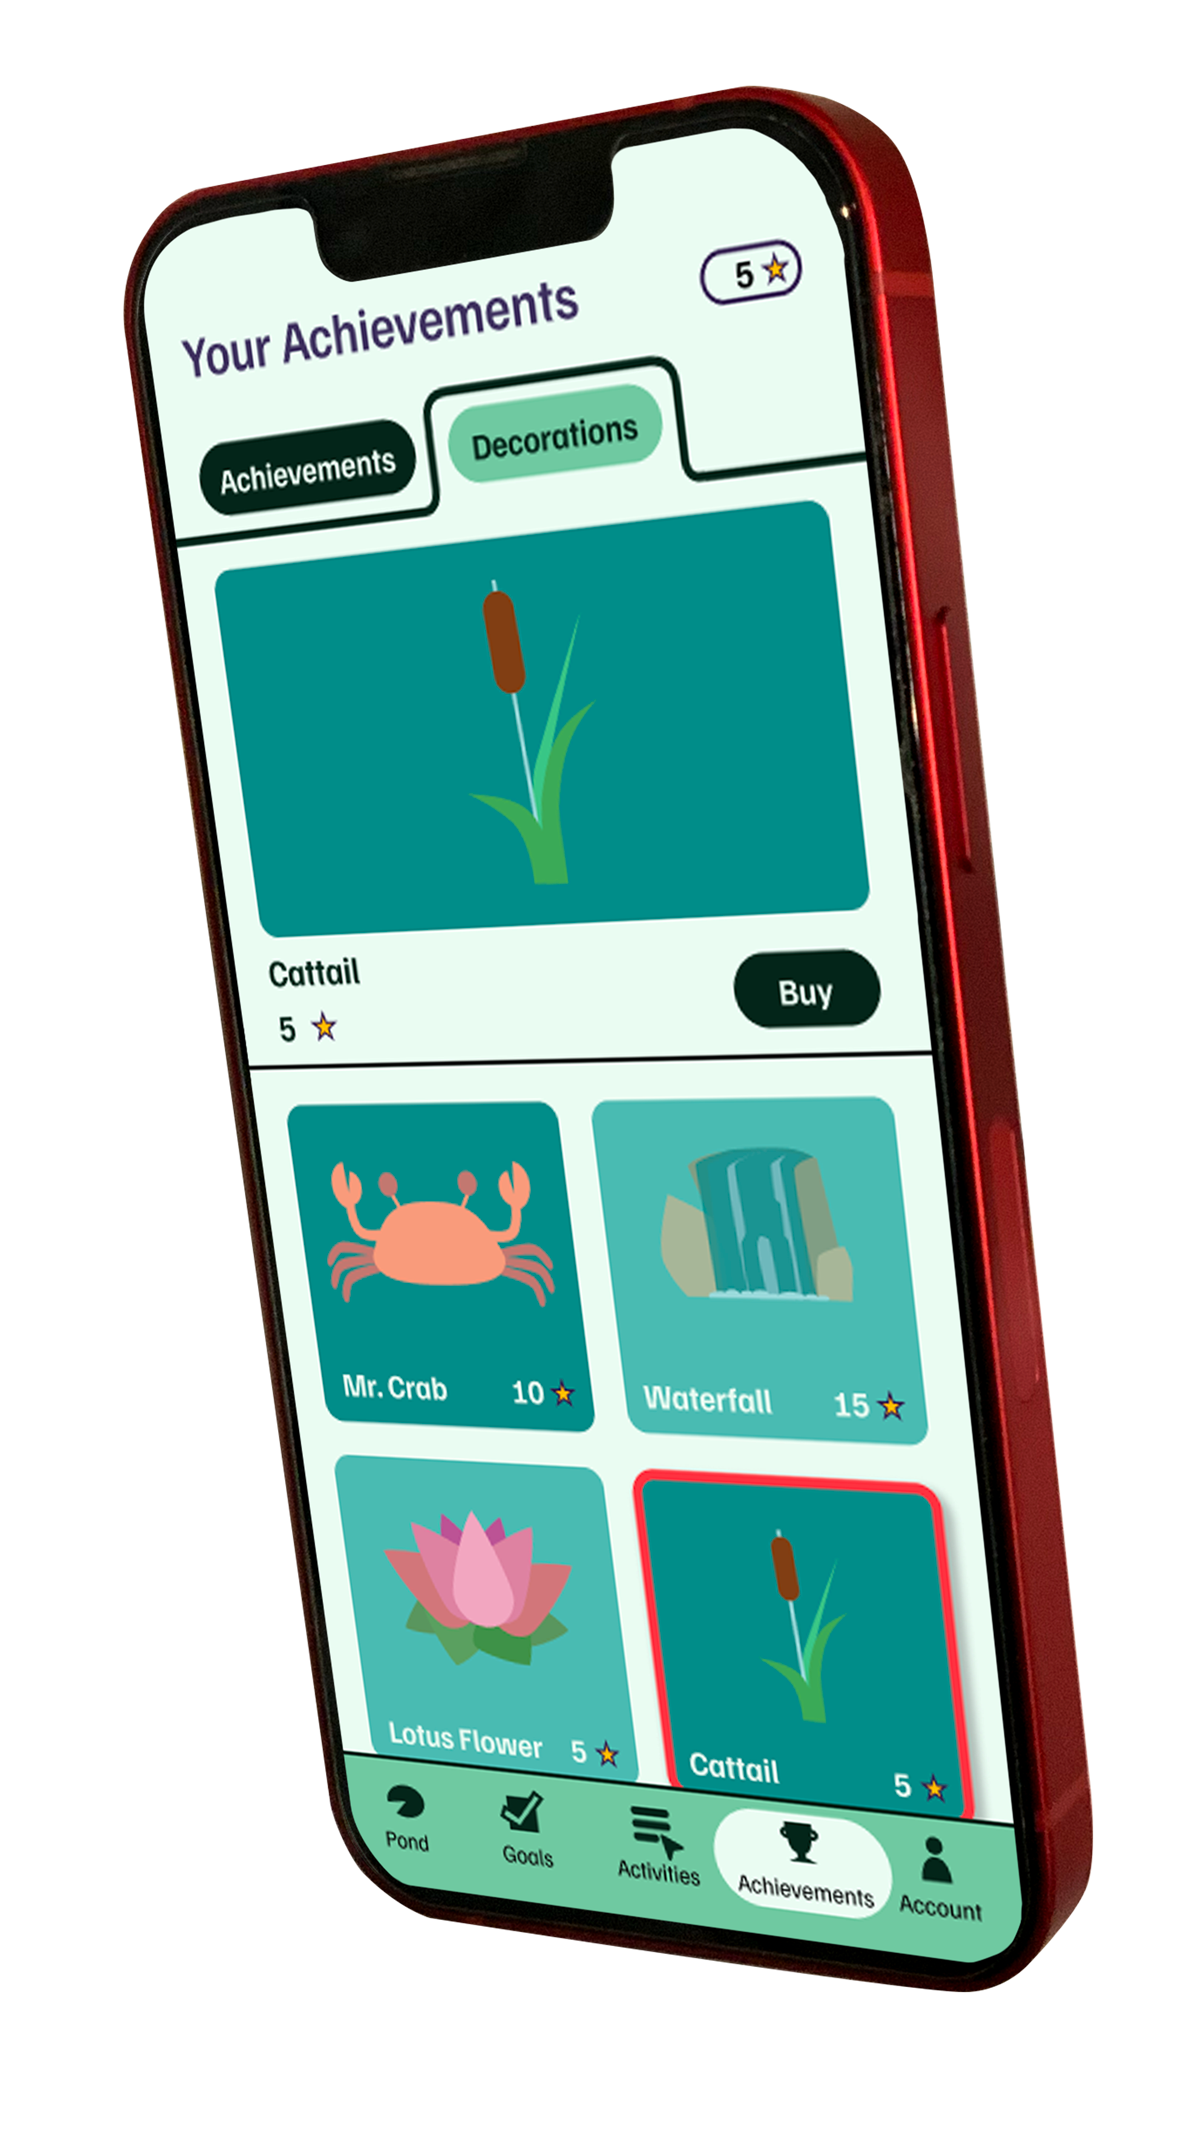 5
Your Achievements
Achievements
Decorations
Cattail
5
Buy
Mr. Crab 10
Waterfall 15
Lotus Flower 5
Cattail 5
Pond
Goals
Activities
Achievements
Account